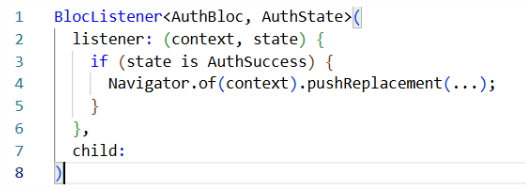 1 BlocListener<AuthBloc, AuthState>(
2   listener: (context, state) {
3     if (state is AuthSuccess) {
4       Navigator.of(context).pushReplacement(...);
5     }
6   },
7   child:
8 )